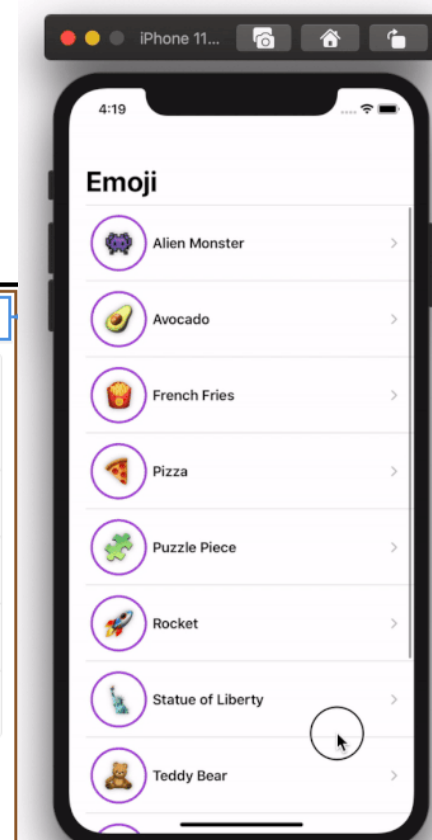 iPhone 11...
4:19
Emoji
Alien Monster
Avocado
French Fries
Pizza
Puzzle Piece
Rocket
Statue of Liberty
Teddy Bear